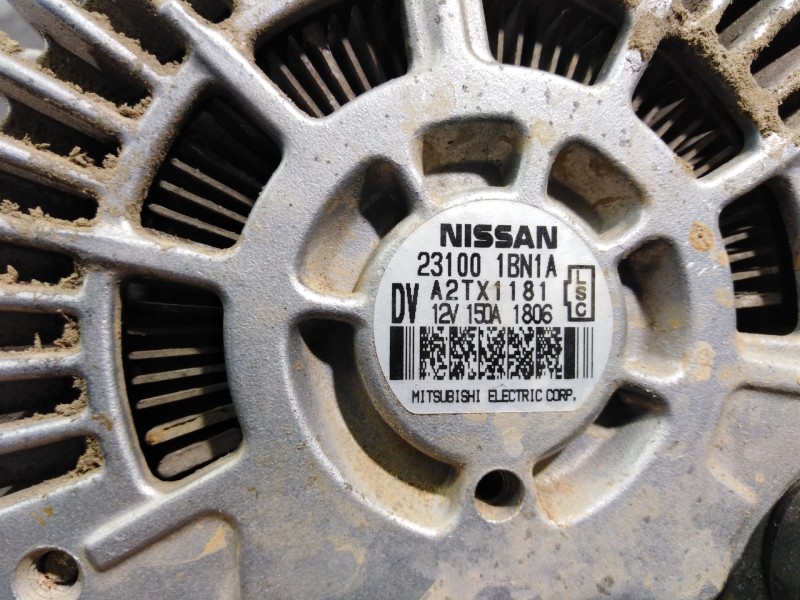 NISSAN
23100 1BN1A
DV A2TX1181
12V 150A 1806
LSC
MITSUBISHI ELECTRIC CORP.